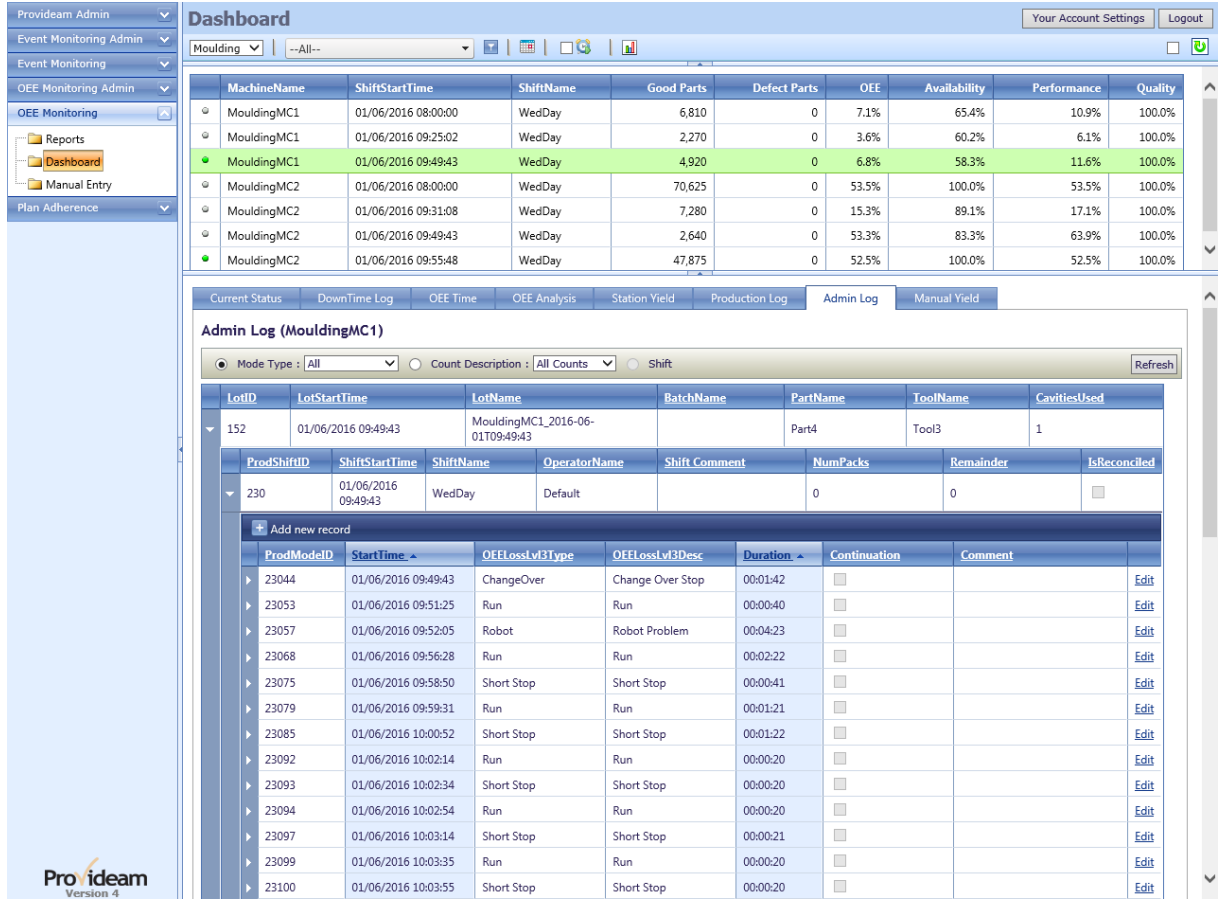 Provideam Admin
Event Monitoring Admin
Event Monitoring
OEE Monitoring Admin
OEE Monitoring
Reports
Dashboard
Manual Entry
Plan Adherence
Provideam
Version 4
Dashboard
Your Account Settings Logout
Moulding --All--
MachineName ShiftStartTime ShiftName Good Parts Defect Parts OEE Availability Performance Quality
MouldingMC1 01/06/2016 08:00:00 WedDay 6,810 0 7.1% 65.4% 10.9% 100.0%
MouldingMC1 01/06/2016 09:25:02 WedDay 2,270 0 3.6% 60.2% 6.1% 100.0%
MouldingMC1 01/06/2016 09:49:43 WedDay 4,920 0 6.8% 58.3% 11.6% 100.0%
MouldingMC2 01/06/2016 08:00:00 WedDay 70,625 0 53.5% 100.0% 53.5% 100.0%
MouldingMC2 01/06/2016 09:31:08 WedDay 7,280 0 15.3% 89.1% 17.1% 100.0%
MouldingMC2 01/06/2016 09:49:43 WedDay 2,640 0 53.3% 83.3% 63.9% 100.0%
MouldingMC2 01/06/2016 09:55:48 WedDay 47,875 0 52.5% 100.0% 52.5% 100.0%
Current Status DownTime Log OEE Time OEE Analysis Station Yield Production Log Admin Log Manual Yield
Admin Log (MouldingMC1)
Mode Type : All Count Description : All Counts Shift Refresh
LotID LotStartTime LotName BatchName PartName ToolName CavitiesUsed
152 01/06/2016 09:49:43 MouldingMC1_2016-06-01T09:49:43 Part4 Tool3 1
ProdShiftID ShiftStartTime ShiftName OperatorName Shift Comment NumPacks Remainder IsReconciled
230 01/06/2016 09:49:43 WedDay Default 0 0
Add new record
ProdModeID StartTime OEELossLvl3Type OEELossLvl3Desc Duration Continuation Comment
23044 01/06/2016 09:49:43 ChangeOver Change Over Stop 00:01:42 Edit
23053 01/06/2016 09:51:25 Run Run 00:00:40 Edit
23057 01/06/2016 09:52:05 Robot Robot Problem 00:04:23 Edit
23068 01/06/2016 09:56:28 Run Run 00:02:22 Edit
23075 01/06/2016 09:58:50 Short Stop Short Stop 00:00:41 Edit
23079 01/06/2016 09:59:31 Run Run 00:01:21 Edit
23085 01/06/2016 10:00:52 Short Stop Short Stop 00:01:22 Edit
23092 01/06/2016 10:02:14 Run Run 00:00:20 Edit
23093 01/06/2016 10:02:34 Short Stop Short Stop 00:00:20 Edit
23094 01/06/2016 10:02:54 Run Run 00:00:20 Edit
23097 01/06/2016 10:03:14 Short Stop Short Stop 00:00:21 Edit
23099 01/06/2016 10:03:35 Run Run 00:00:20 Edit
23100 01/06/2016 10:03:55 Short Stop Short Stop 00:00:20 Edit